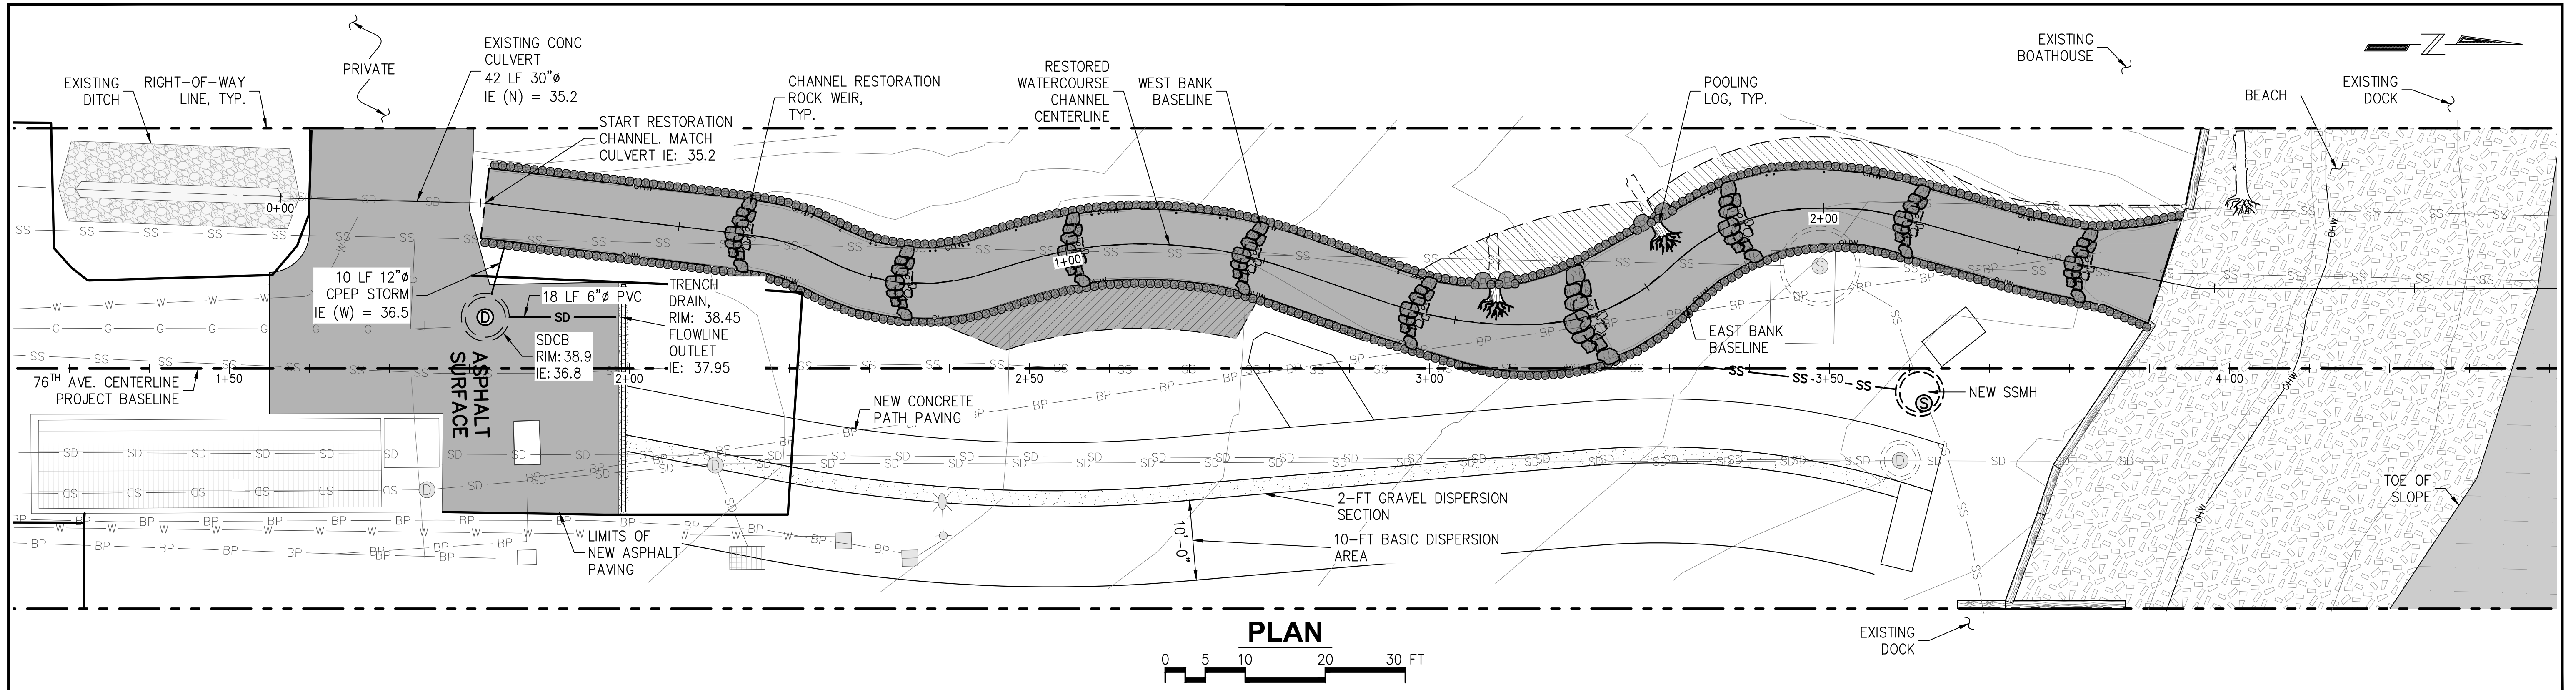 EXISTING
DITCH
RIGHT-OF-WAY
LINE, TYP.
PRIVATE
EXISTING CONC
CULVERT
42 LF 30"ø
IE (N) = 35.2
START RESTORATION
CHANNEL. MATCH
CULVERT IE: 35.2
CHANNEL RESTORATION
ROCK WEIR,
TYP.
RESTORED
WATERCOURSE
CHANNEL
CENTERLINE
WEST BANK
BASELINE
POOLING
LOG, TYP.
EXISTING
BOATHOUSE
Z
BEACH
EXISTING
DOCK
0+00
1+00
2+00
10 LF 12"ø
CPEP STORM
IE (W) = 36.5
18 LF 6"ø PVC
SD
D
SDCB
RIM: 38.9
IE: 36.8
TRENCH
DRAIN,
RIM: 38.45
FLOWLINE
OUTLET
IE: 37.95
EAST BANK
BASELINE
ASPHALT
SURFACE
76TH AVE. CENTERLINE
PROJECT BASELINE
1+50
2+00
2+50
3+00
3+50
4+00
SS
SS
SS
S
NEW SSMH
NEW CONCRETE
PATH PAVING
2-FT GRAVEL DISPERSION
SECTION
10'-0"
10-FT BASIC DISPERSION
AREA
LIMITS OF
NEW ASPHALT
PAVING
TOE OF
SLOPE
OHW
OHW
OHW
EXISTING
DOCK
PLAN
0 5 10 20 30 FT